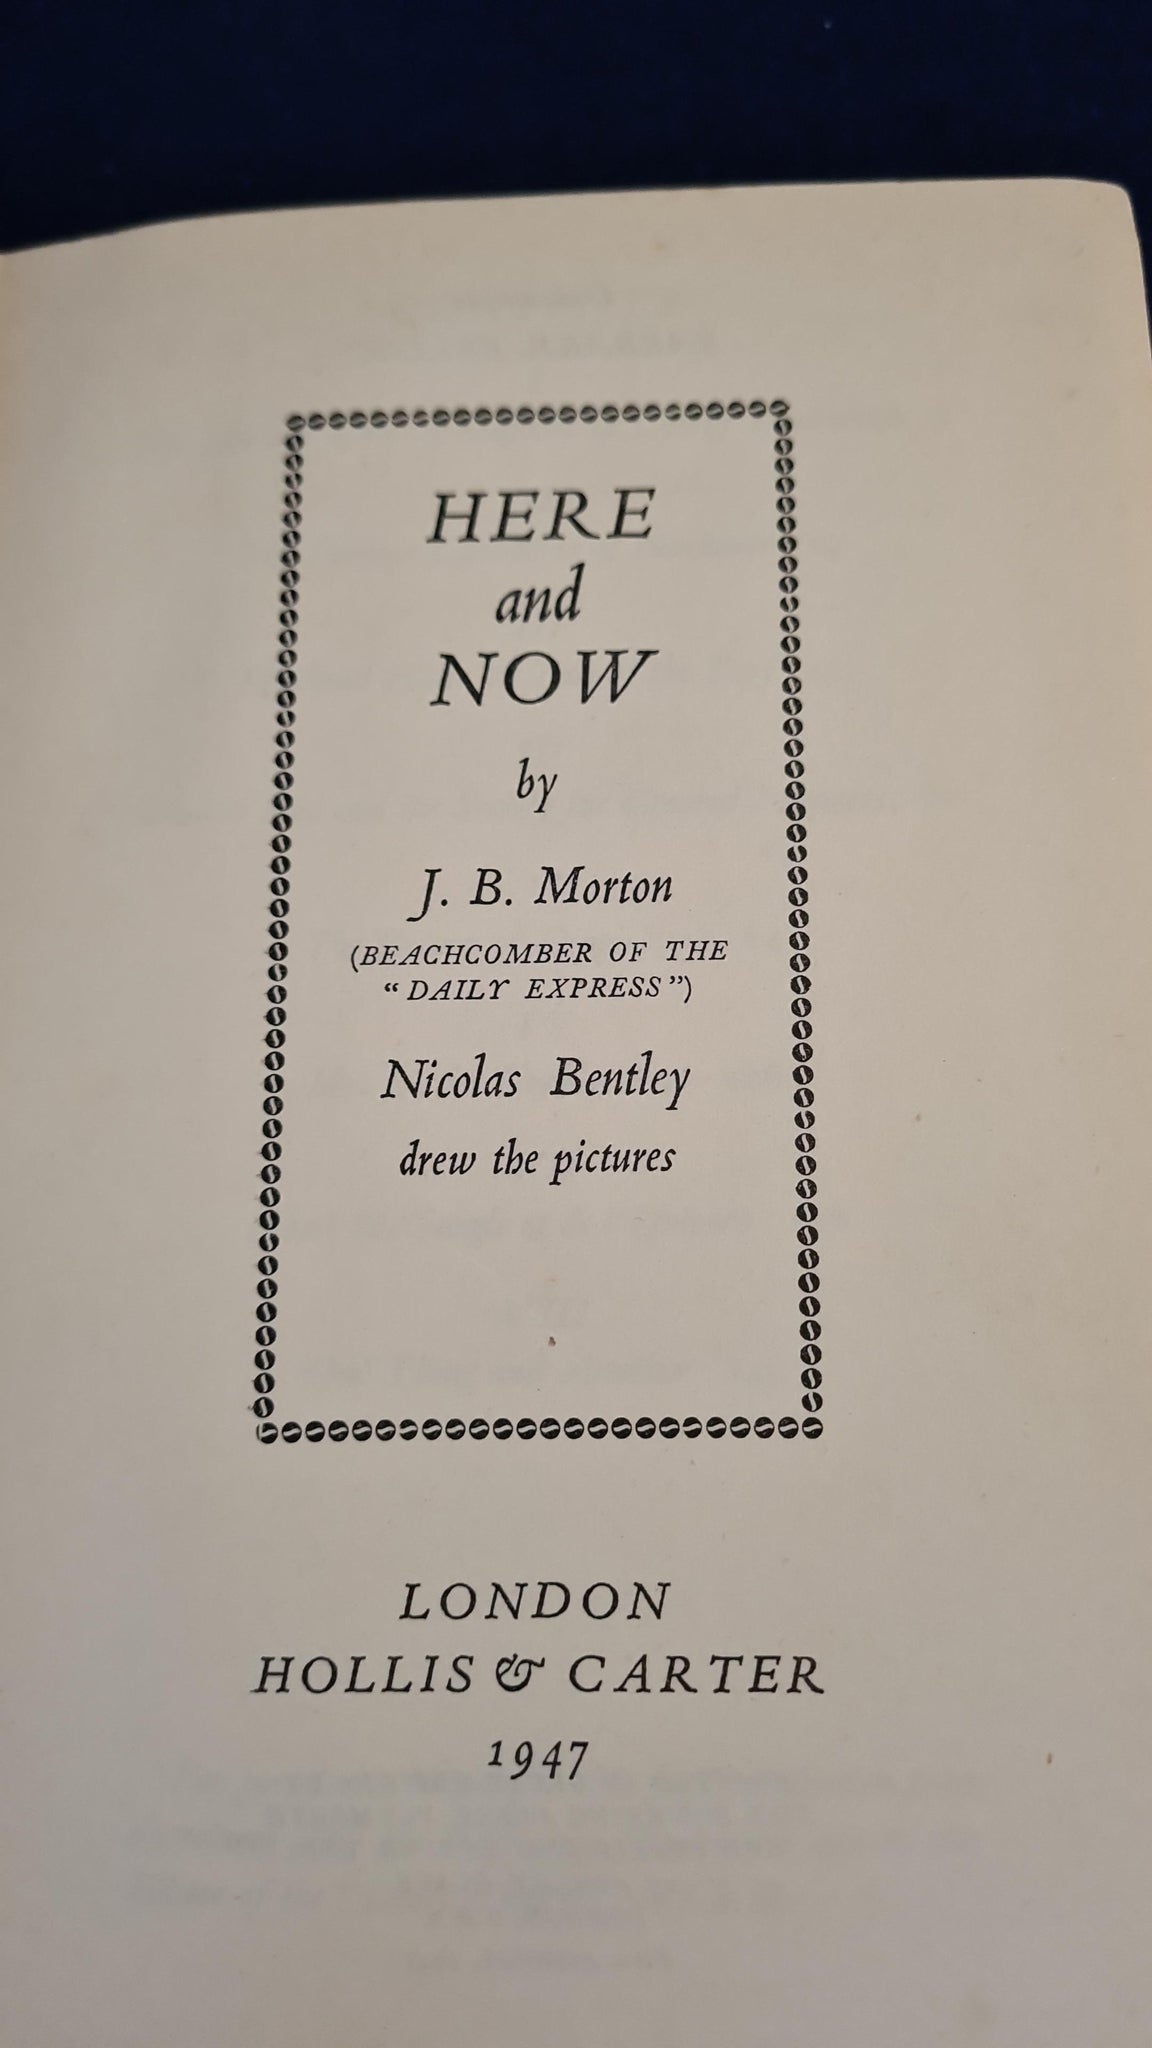 HERE
and
NOW
by
J. B. Morton
(BEACHCOMBER OF THE
“DAILY EXPRESS”)
Nicolas Bentley
drew the pictures
LONDON
HOLLIS & CARTER
1947